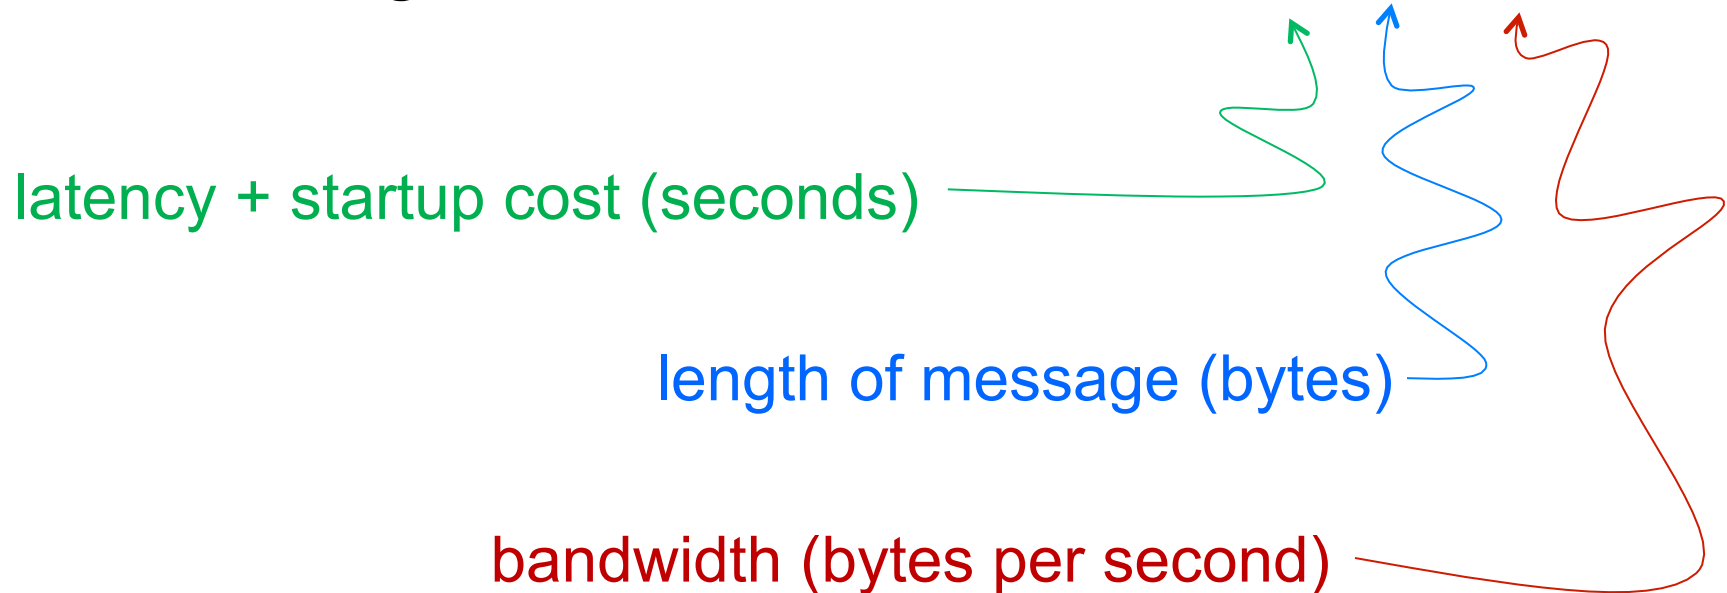 latency + startup cost (seconds)
length of message (bytes)
bandwidth (bytes per second)